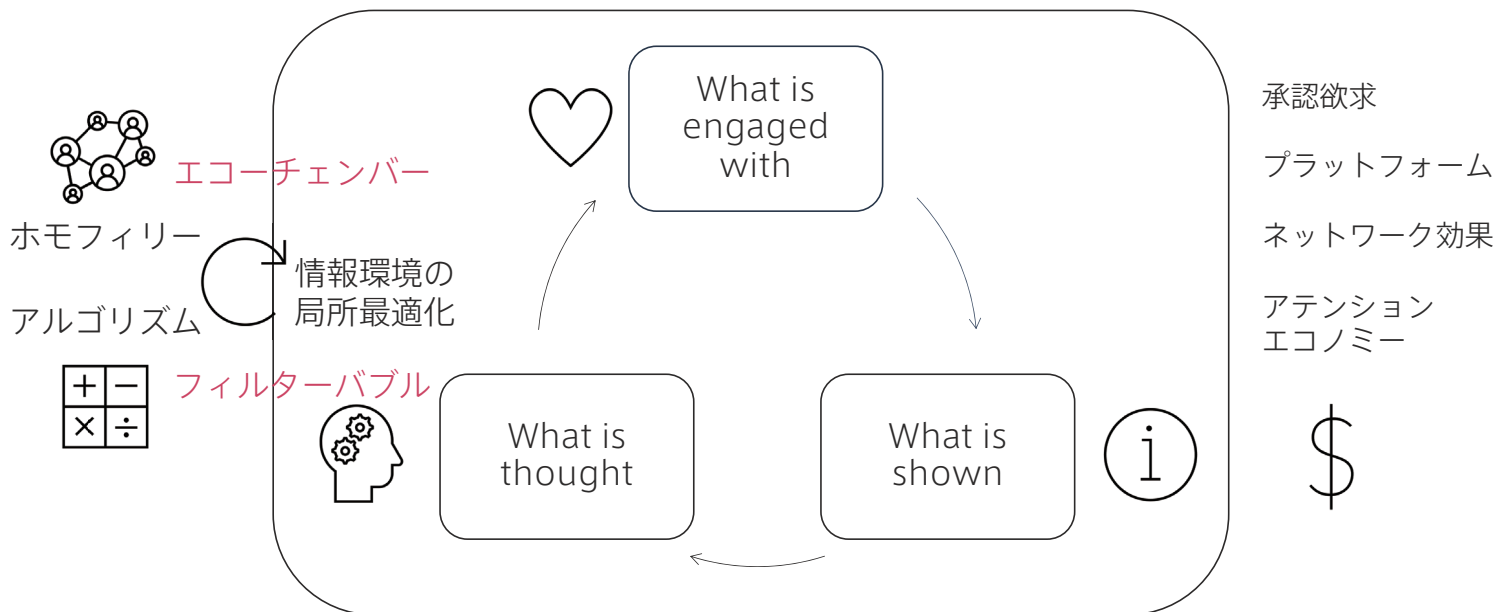 What is
engaged
with
エコーチェンバー
ホモフィリー
情報環境の
局所最適化
アルゴリズム
フィルターバブル
+ −
× ÷
What is
thought
What is
shown
i
承認欲求
プラットフォーム
ネットワーク効果
アテンション
エコノミー
$